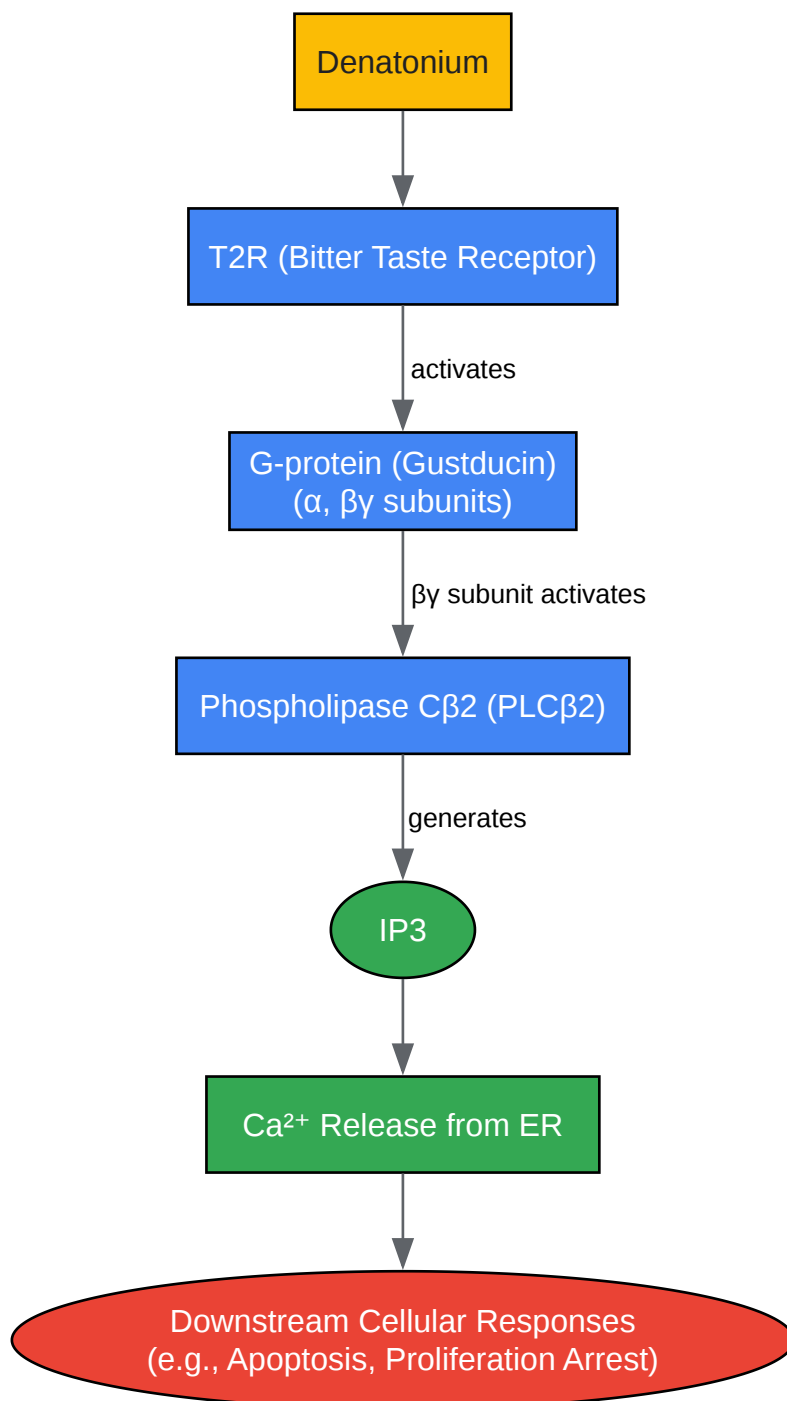 Denatonium
T2R (Bitter Taste Receptor)
activates
G-protein (Gustducin)
(α, βγ subunits)
βγ subunit activates
Phospholipase Cβ2 (PLCβ2)
generates
IP3
Ca²⁺ Release from ER
Downstream Cellular Responses
(e.g., Apoptosis, Proliferation Arrest)